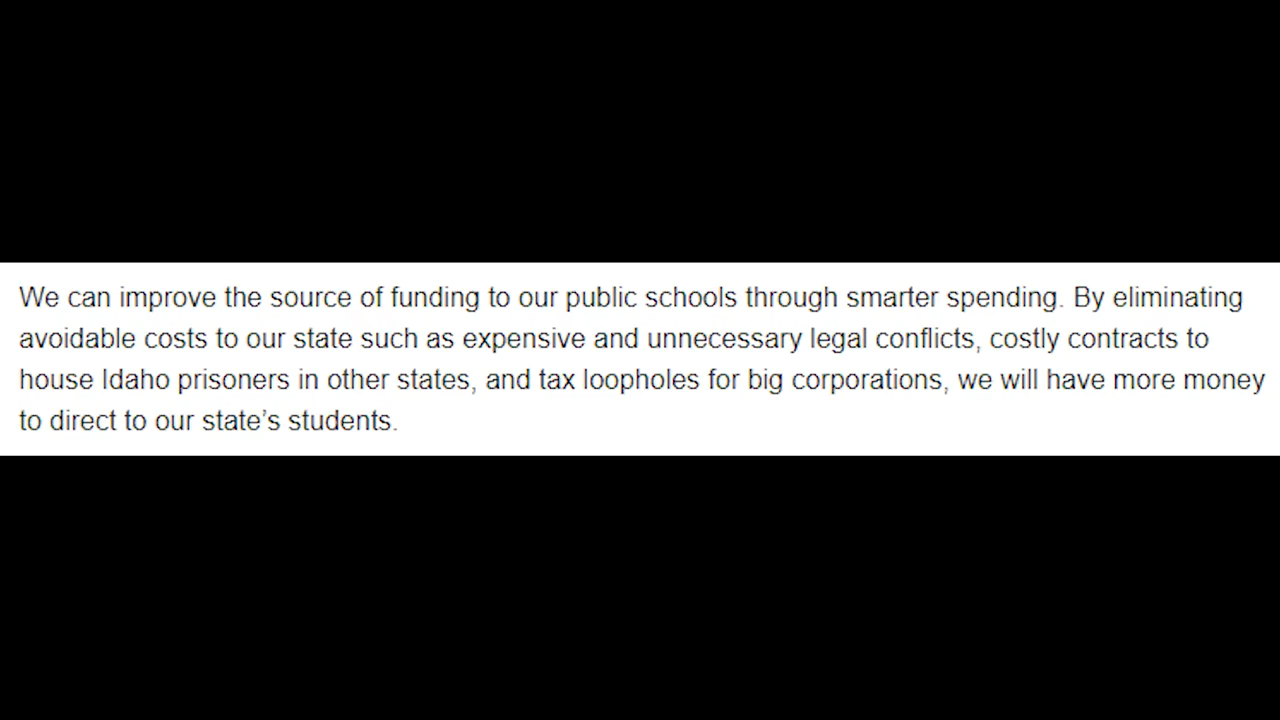 We can improve the source of funding to our public schools through smarter spending. By eliminating
avoidable costs to our state such as expensive and unnecessary legal conflicts, costly contracts to
house Idaho prisoners in other states, and tax loopholes for big corporations, we will have more money
to direct to our state’s students.